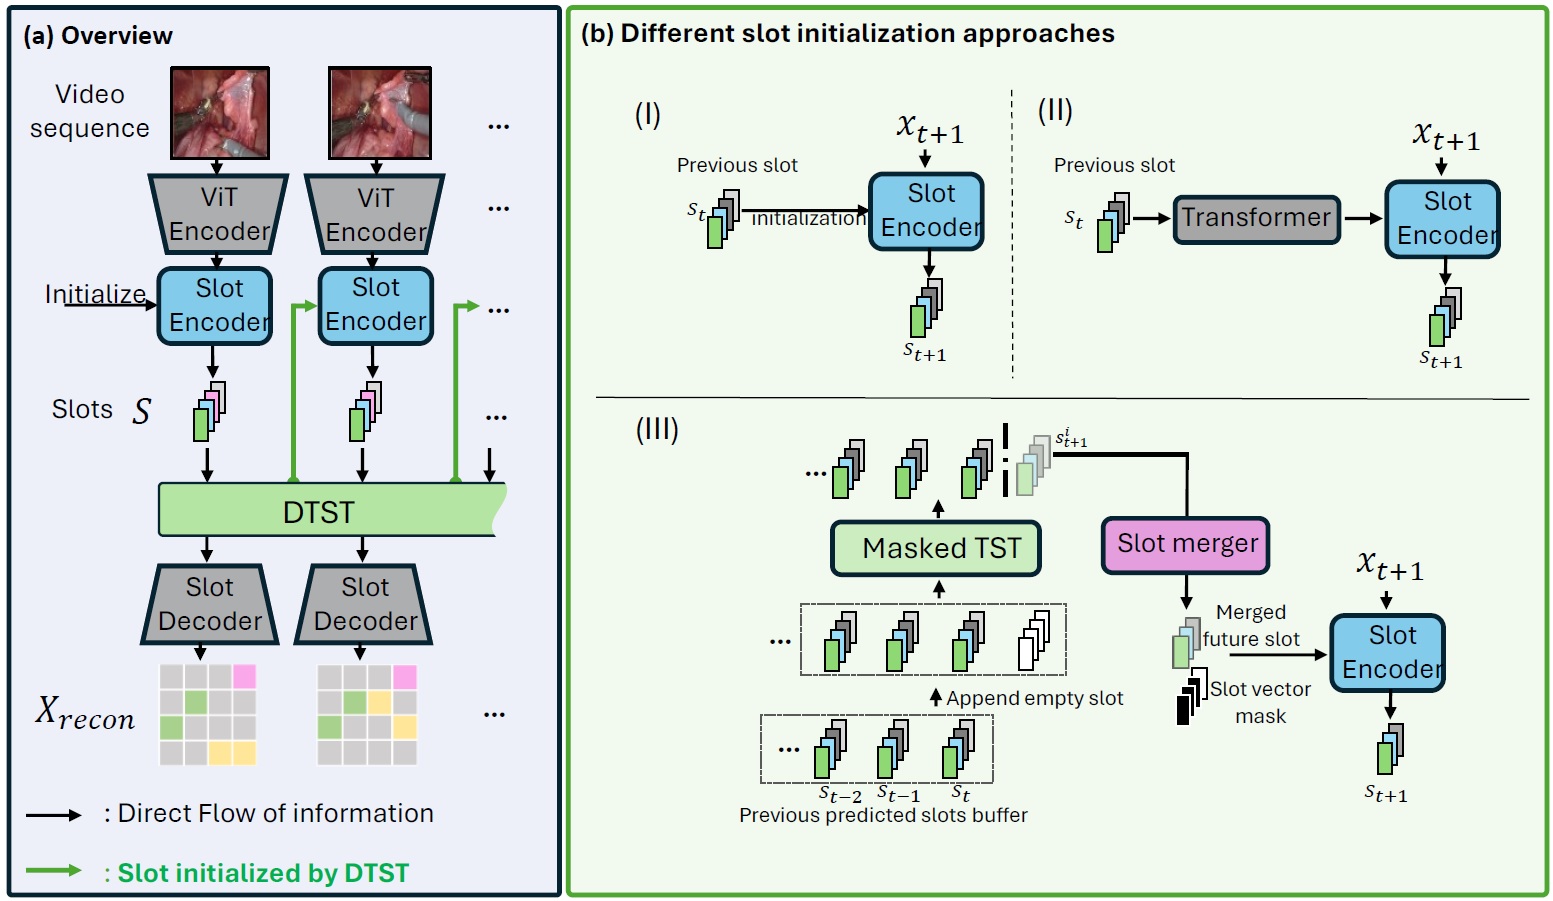 (a) Overview
Video
sequence
...
ViT
Encoder
ViT
Encoder
...
Initialize
Slot
Encoder
Slot
Encoder
...
Slots S
...
DTST
Slot
Decoder
Slot
Decoder
X_recon
...
: Direct Flow of information
: Slot initialized by DTST
(b) Different slot initialization approaches
(I)
x_{t+1}
Previous slot
s_t
initialization
Slot
Encoder
s_{t+1}
(II)
x_{t+1}
Previous slot
s_t
Transformer
Slot
Encoder
s_{t+1}
(III)
...
s^i_{t+1}
Masked TST
Slot merger
x_{t+1}
...
Merged
future slot
Slot
Encoder
Append empty slot
Slot vector
mask
...
s_{t-2} s_{t-1} s_t
s_{t+1}
Previous predicted slots buffer